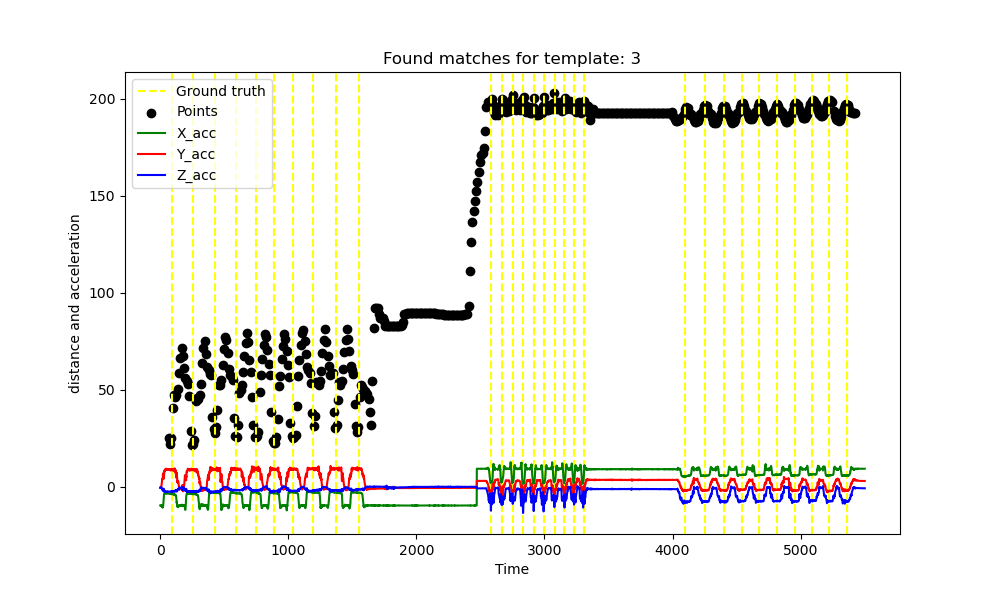 Found matches for template: 3
Ground truth
Points
X_acc
Y_acc
Z_acc
200
150
100
50
0
distance and acceleration
0 1000 2000 3000 4000 5000
Time